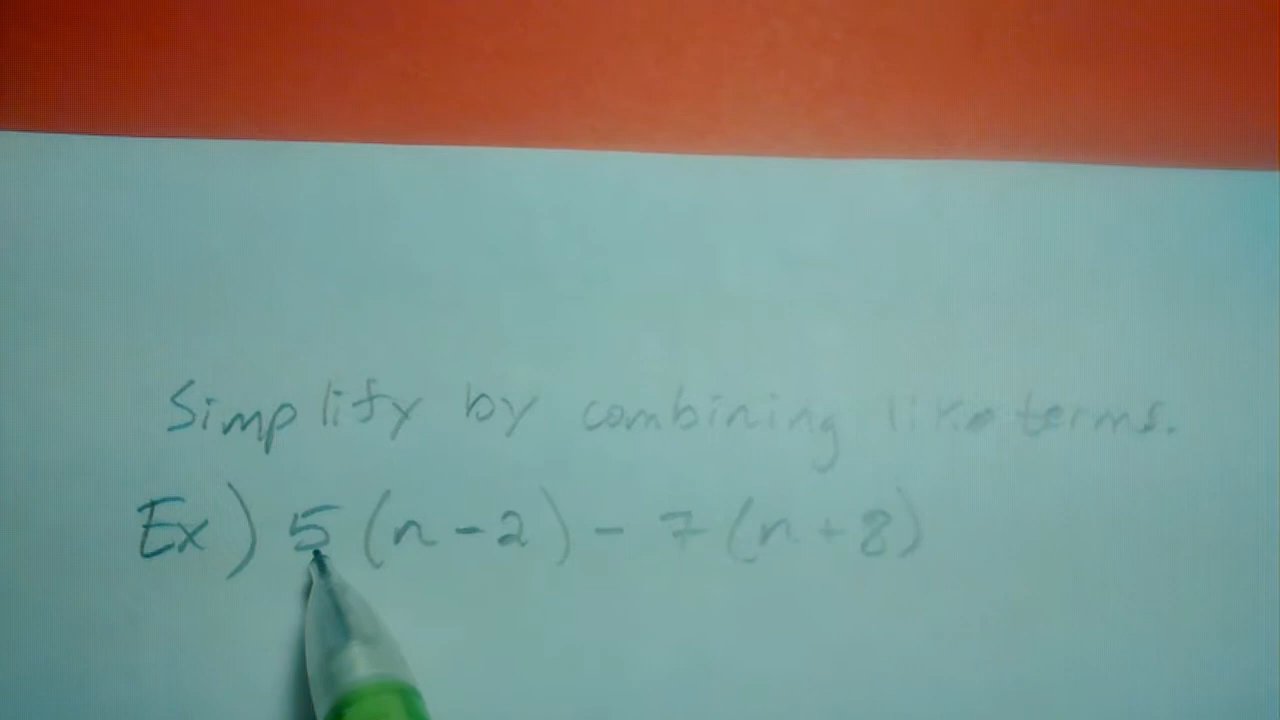 Simplify by combining like terms.
Ex) 5(n-2) - 7(n+8)